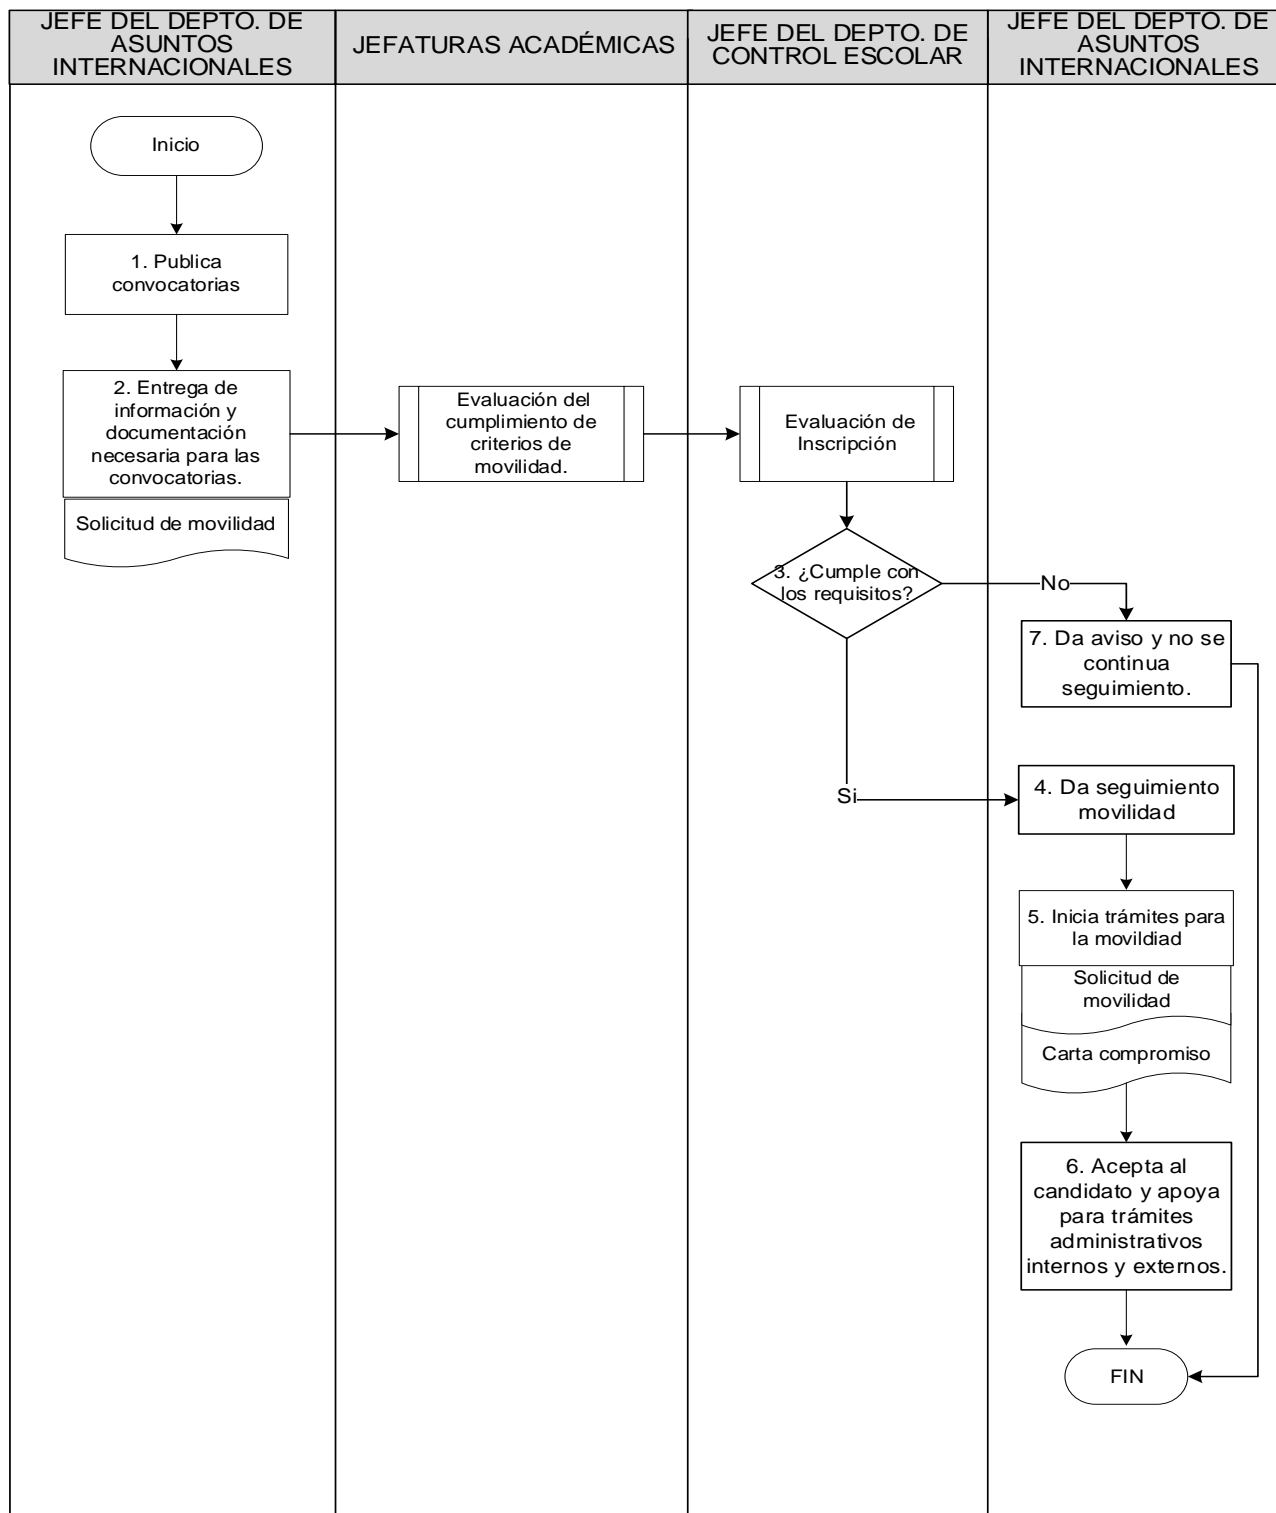 JEFE DEL DEPTO. DE
ASUNTOS
INTERNACIONALES
JEFATURAS ACADÉMICAS
JEFE DEL DEPTO. DE
CONTROL ESCOLAR
JEFE DEL DEPTO. DE
ASUNTOS
INTERNACIONALES
Inicio
1. Publica
convocatorias
2. Entrega de
información y
documentación
necesaria para las
convocatorias.
Solicitud de movilidad
Evaluación del
cumplimiento de
criterios de
movilidad.
Evaluación de
Inscripción
3. ¿Cumple con
los requisitos?
No
7. Da aviso y no se
continua
seguimiento.
Si
4. Da seguimiento
movilidad
5. Inicia trámites para
la movildiad
Solicitud de
movilidad
Carta compromiso
6. Acepta al
candidato y apoya
para trámites
administrativos
internos y externos.
FIN